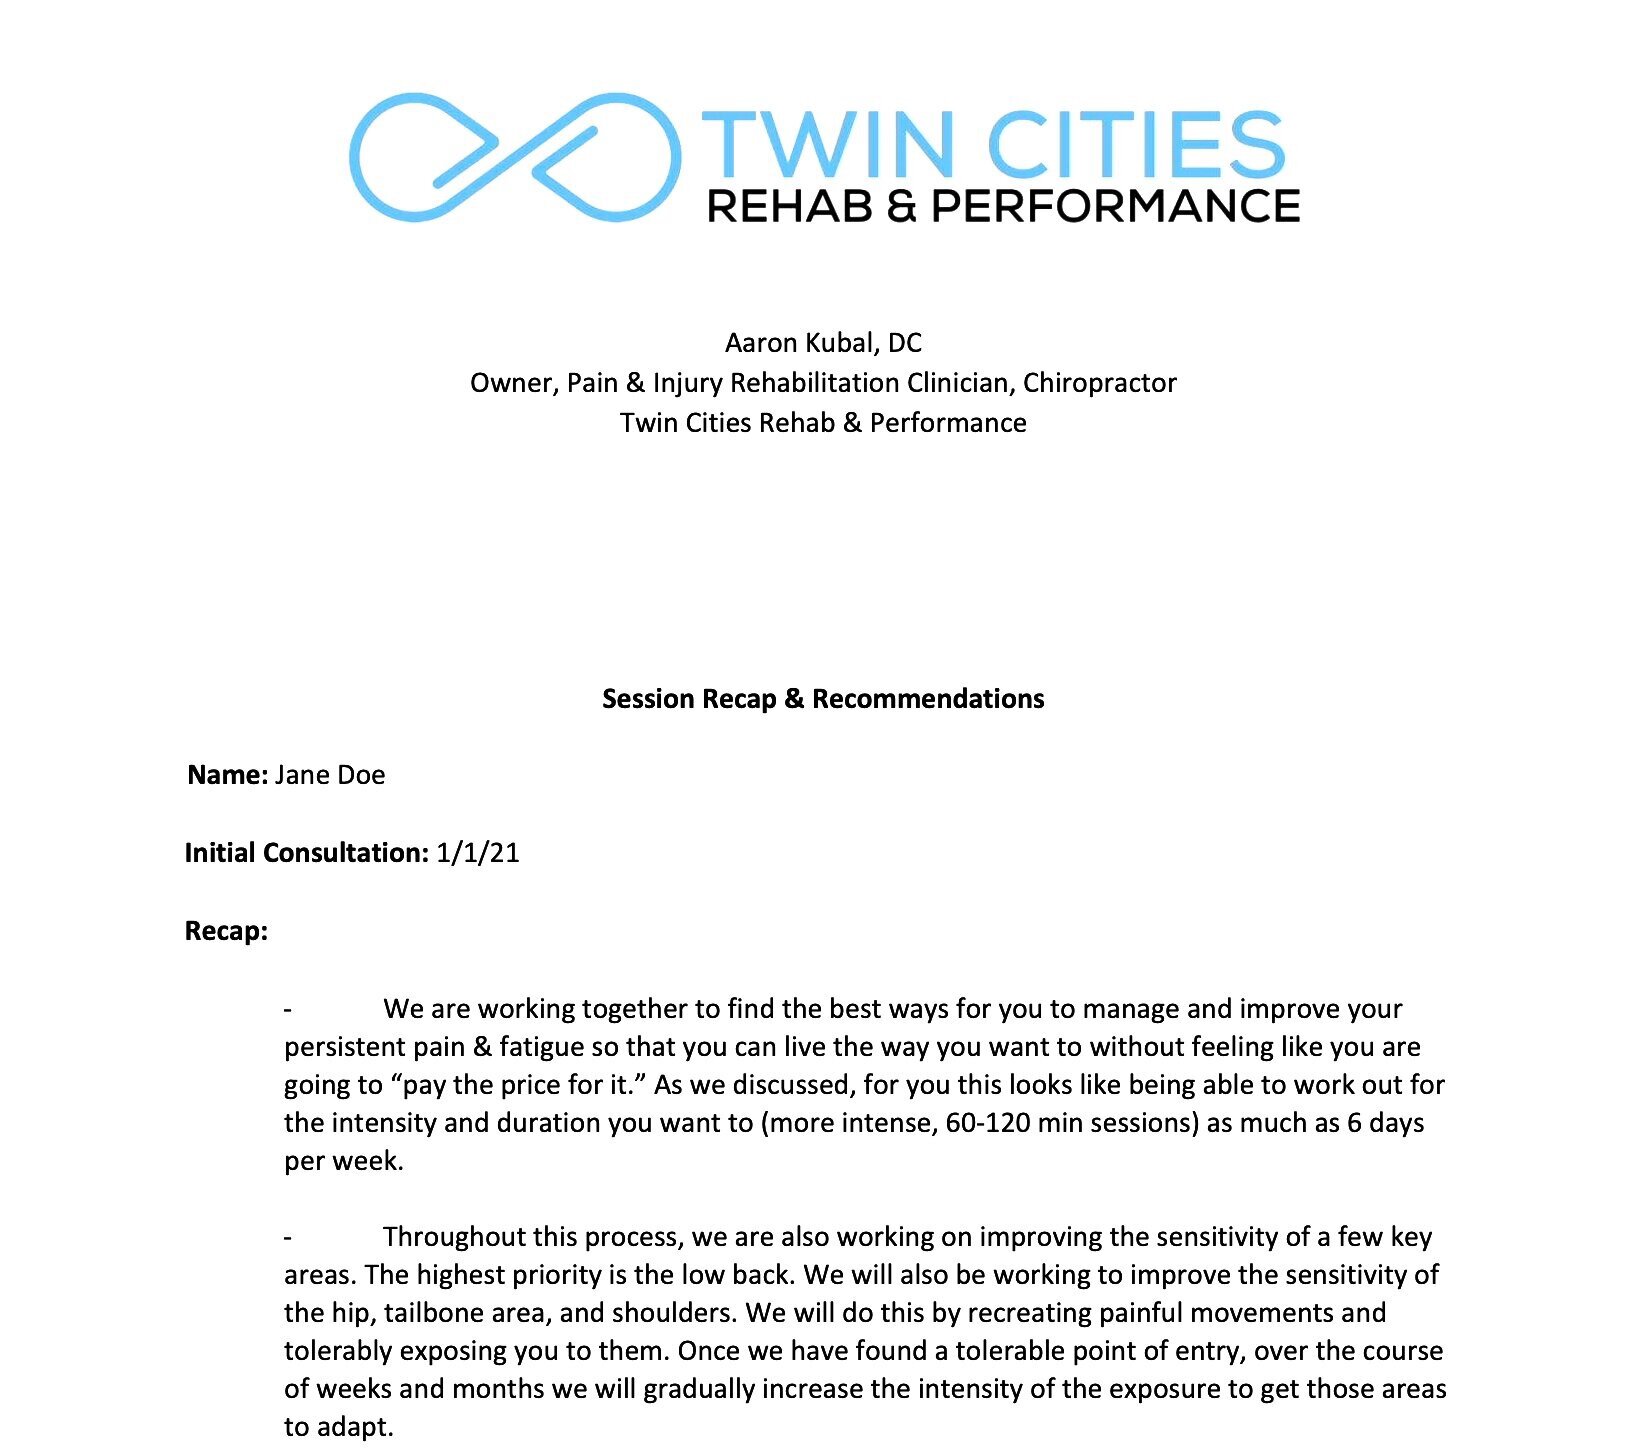 TWIN CITIES
REHAB & PERFORMANCE
Aaron Kubal, DC
Owner, Pain & Injury Rehabilitation Clinician, Chiropractor
Twin Cities Rehab & Performance
Session Recap & Recommendations
Name: Jane Doe
Initial Consultation: 1/1/21
Recap:
- We are working together to find the best ways for you to manage and improve your
persistent pain & fatigue so that you can live the way you want to without feeling like you are
going to “pay the price for it.” As we discussed, for you this looks like being able to work out for
the intensity and duration you want to (more intense, 60-120 min sessions) as much as 6 days
per week.
- Throughout this process, we are also working on improving the sensitivity of a few key
areas. The highest priority is the low back. We will also be working to improve the sensitivity of
the hip, tailbone area, and shoulders. We will do this by recreating painful movements and
tolerably exposing you to them. Once we have found a tolerable point of entry, over the course
of weeks and months we will gradually increase the intensity of the exposure to get those areas
to adapt.